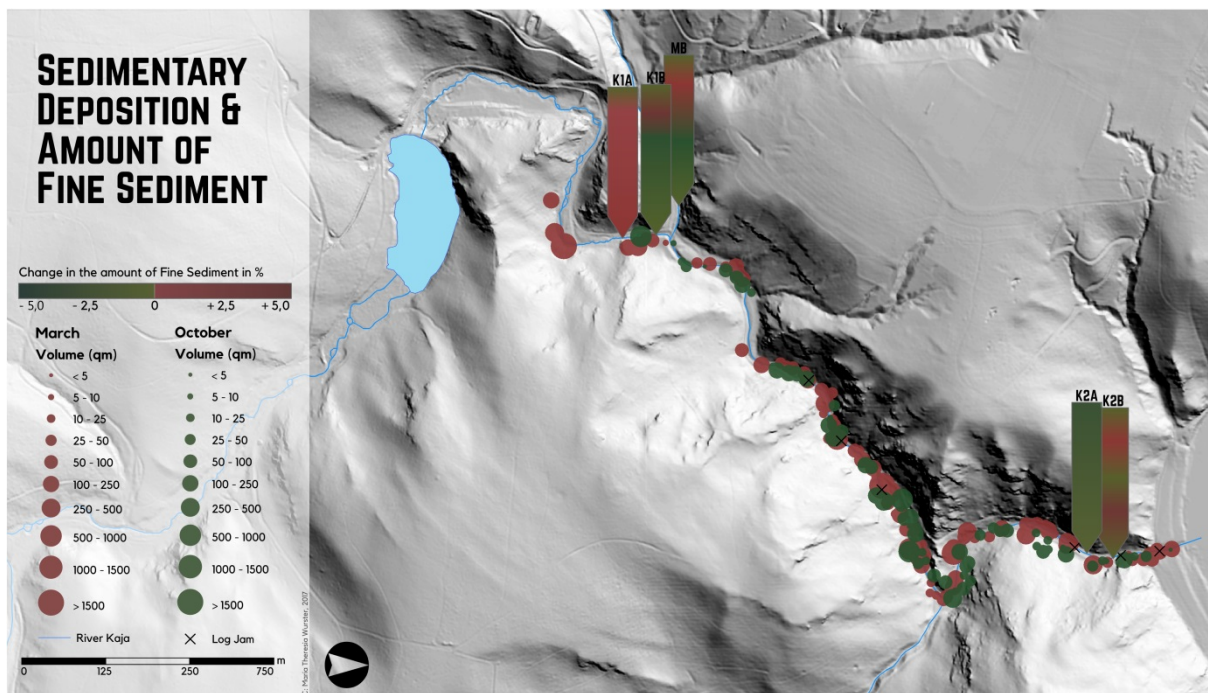 SEDIMENTARY
DEPOSITION &
AMOUNT OF
FINE SEDIMENT
Change in the amount of Fine Sediment in %
- 5,0 - 2,5 0 + 2,5 + 5,0
March October
Volume (qm) Volume (qm)
< 5 < 5
5 - 10 5 - 10
10 - 25 10 - 25
25 - 50 25 - 50
50 - 100 50 - 100
100 - 250 100 - 250
250 - 500 250 - 500
500 - 1000 500 - 1000
1000 - 1500 1000 - 1500
> 1500 > 1500
River Kaja Log Jam
0 125 250 750 m
C: Maria Theresia Wurster, 2017
MB
K1A K1B
K2A K2B